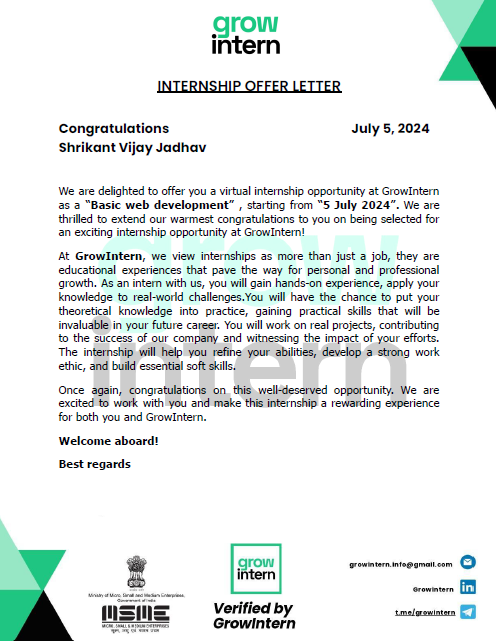 grow
intern
INTERNSHIP OFFER LETTER
Congratulations
July 5, 2024
Shrikant Vijay Jadhav
We are delighted to offer you a virtual internship opportunity at GrowIntern
as a “Basic web development” , starting from “5 July 2024”. We are
thrilled to extend our warmest congratulations to you on being selected for
an exciting internship opportunity at GrowIntern!
At GrowIntern, we view internships as more than just a job, they are
educational experiences that pave the way for personal and professional
growth. As an intern with us, you will gain hands-on experience, apply your
knowledge to real-world challenges.You will have the chance to put your
theoretical knowledge into practice, gaining practical skills that will be
invaluable in your future career. You will work on real projects, contributing
to the success of our company and witnessing the impact of your efforts.
The internship will help you refine your abilities, develop a strong work
ethic, and build essential soft skills.
Once again, congratulations on this well-deserved opportunity. We are
excited to work with you and make this internship a rewarding experience
for both you and GrowIntern.
grow
intern
Welcome aboard!
Best regards
Ministry of Micro, Small and Medium Enterprises,
Government of India
MSME
MICRO, SMALL & MEDIUM ENTERPRISES
सूक्ष्म, लघु एवं मध्यम उद्यम
grow
intern
Verified by
GrowIntern
growintern.info@gmail.com
GrowIntern
in
t.me/growintern